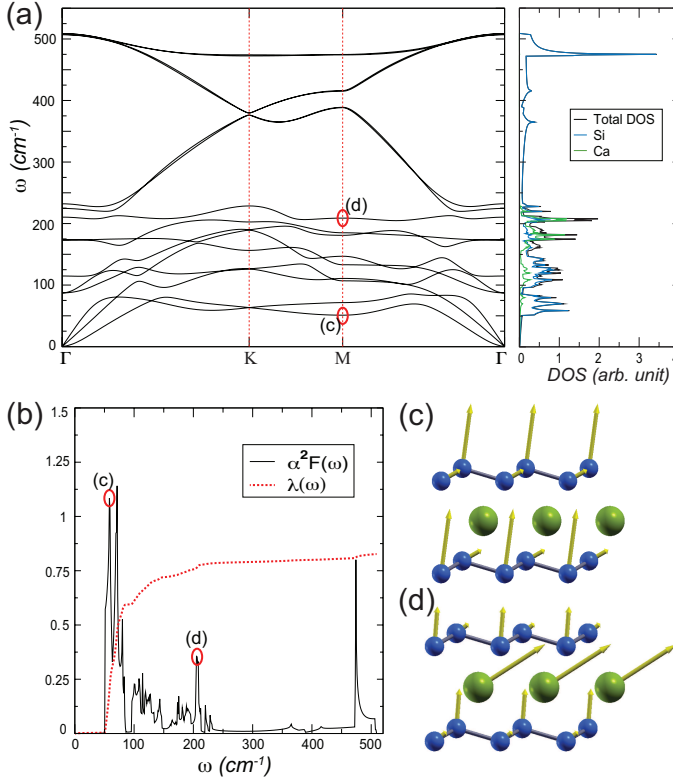 (a)
500
400
300
200
100
0
ω (cm-1)
(d)
(c)
Γ
K
M
Γ
Total DOS
Si
Ca
0
1
2
3
4
DOS (arb. unit)
(b)
1.5
1.25
1
0.75
0.5
0.25
0
(c)
(d)
α2F(ω)
λ(ω)
0
100
200
300
400
500
ω (cm-1)
(c)
(d)